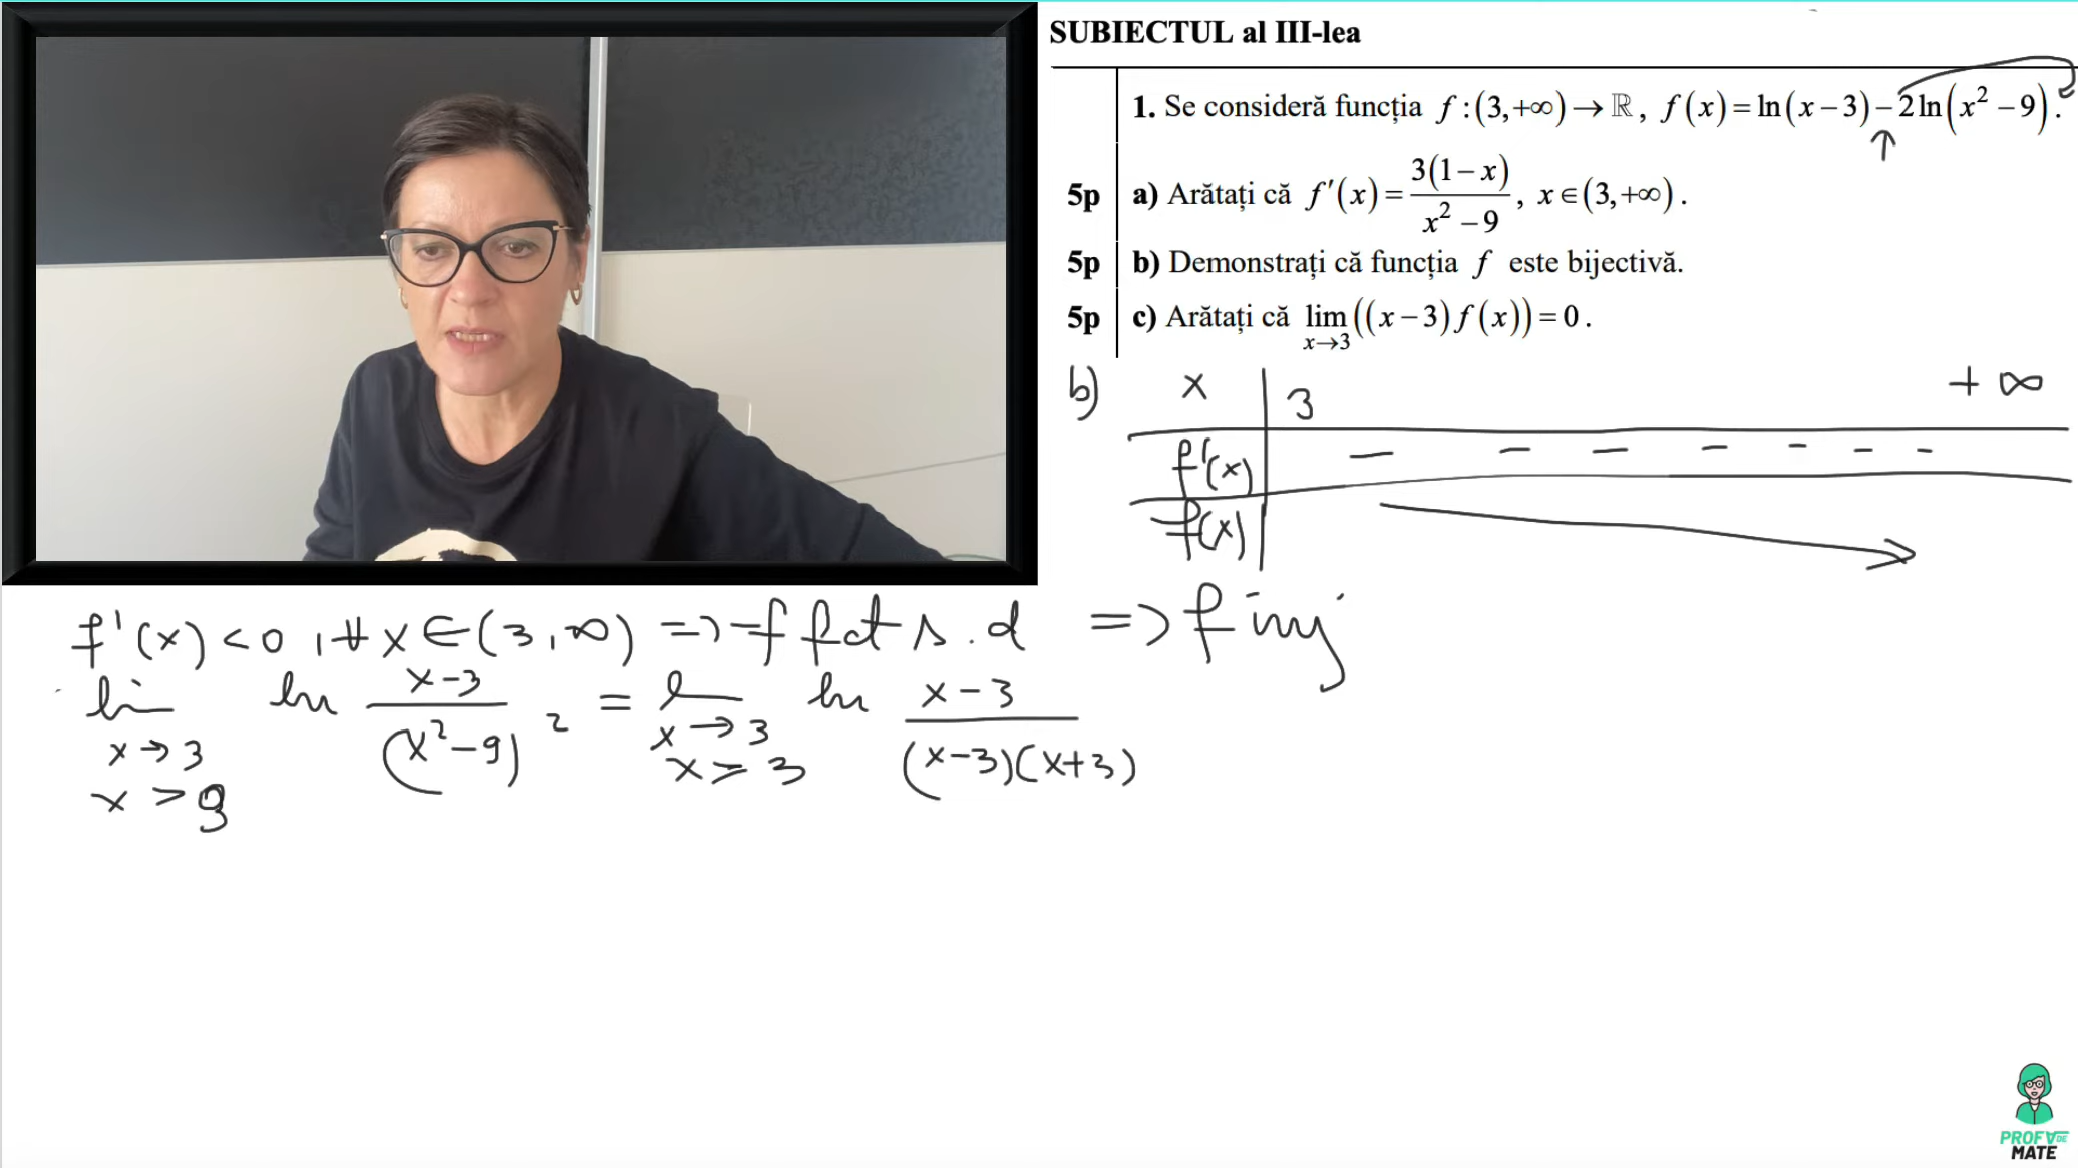 SUBIECTUL al III-lea
1. Se consideră funcția f : (3,+∞) → ℝ, f(x) = ln(x−3) − 2ln(x² − 9).
5p a) Arătați că f′(x) = 3(1−x) / (x² − 9), x ∈ (3,+∞).
5p b) Demonstrați că funcția f este bijectivă.
5p c) Arătați că lim x→3 ((x−3) f(x)) = 0.
b) x | 3 + ∞
f'(x) | − − − − − − −
f(x) |
f'(x) < 0, ∀ x ∈ (3, ∞) => f fct s.d => f inj
lim x→3 x > 3 ln (x−3) / (x²−9)² = l x→3 x > 3 ln (x−3) / (x−3)(x+3)
PROFA DE
MATE